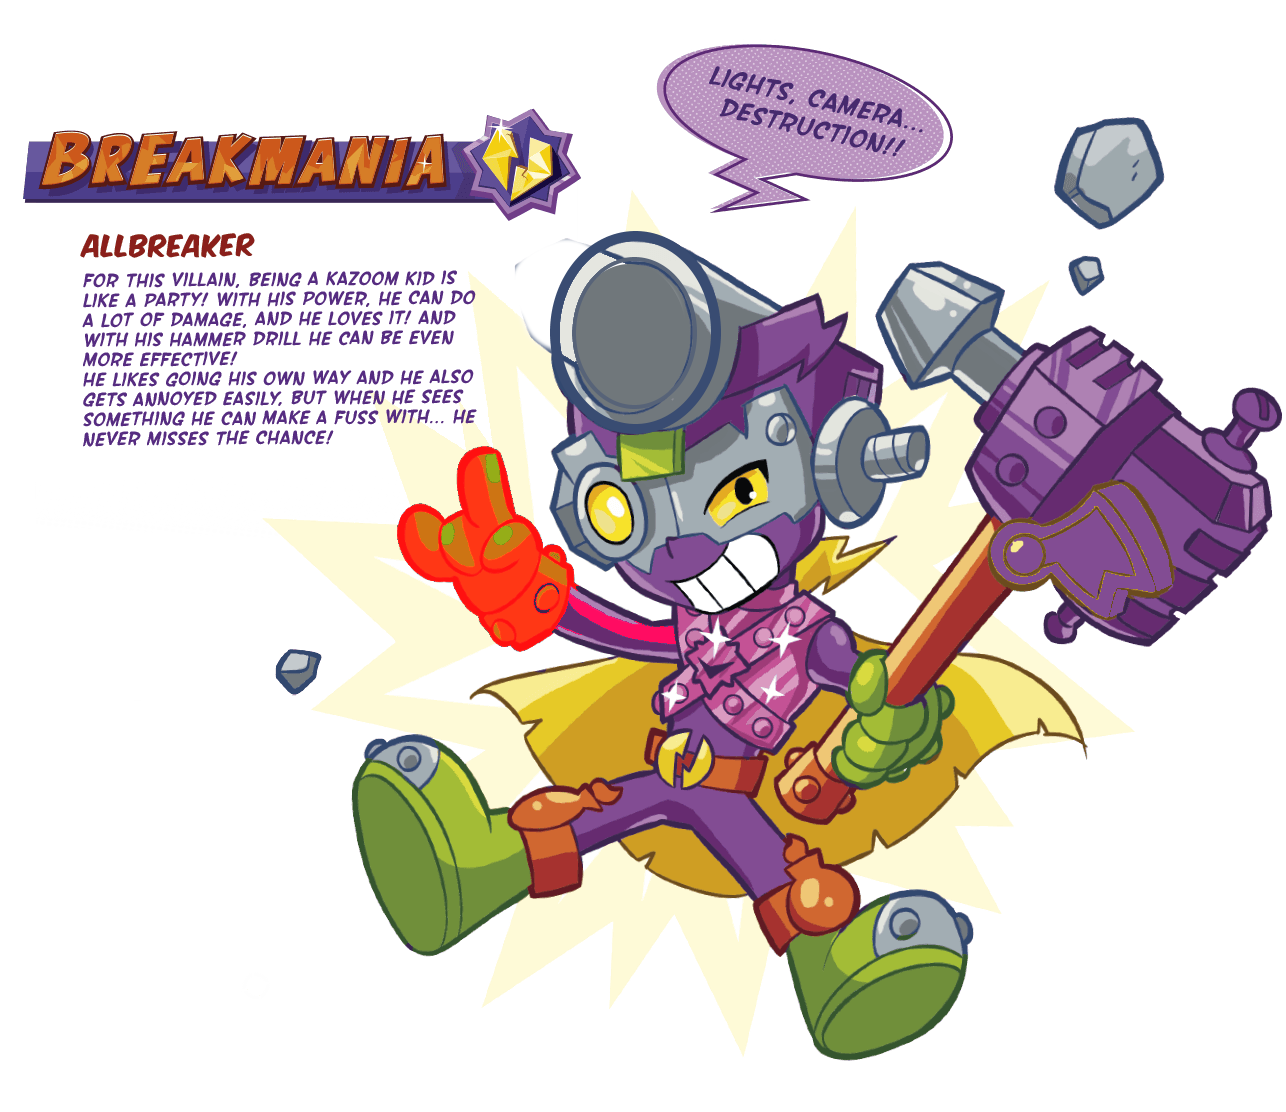 LIGHTS, CAMERA...
DESTRUCTION!!
BREAKMANIA
ALLBREAKER
FOR THIS VILLAIN, BEING A KAZOOM KID IS
LIKE A PARTY! WITH HIS POWER, HE CAN DO
A LOT OF DAMAGE, AND HE LOVES IT! AND
WITH HIS HAMMER DRILL HE CAN BE EVEN
MORE EFFECTIVE!
HE LIKES GOING HIS OWN WAY AND HE ALSO
GETS ANNOYED EASILY, BUT WHEN HE SEES
SOMETHING HE CAN MAKE A FUSS WITH... HE
NEVER MISSES THE CHANCE!